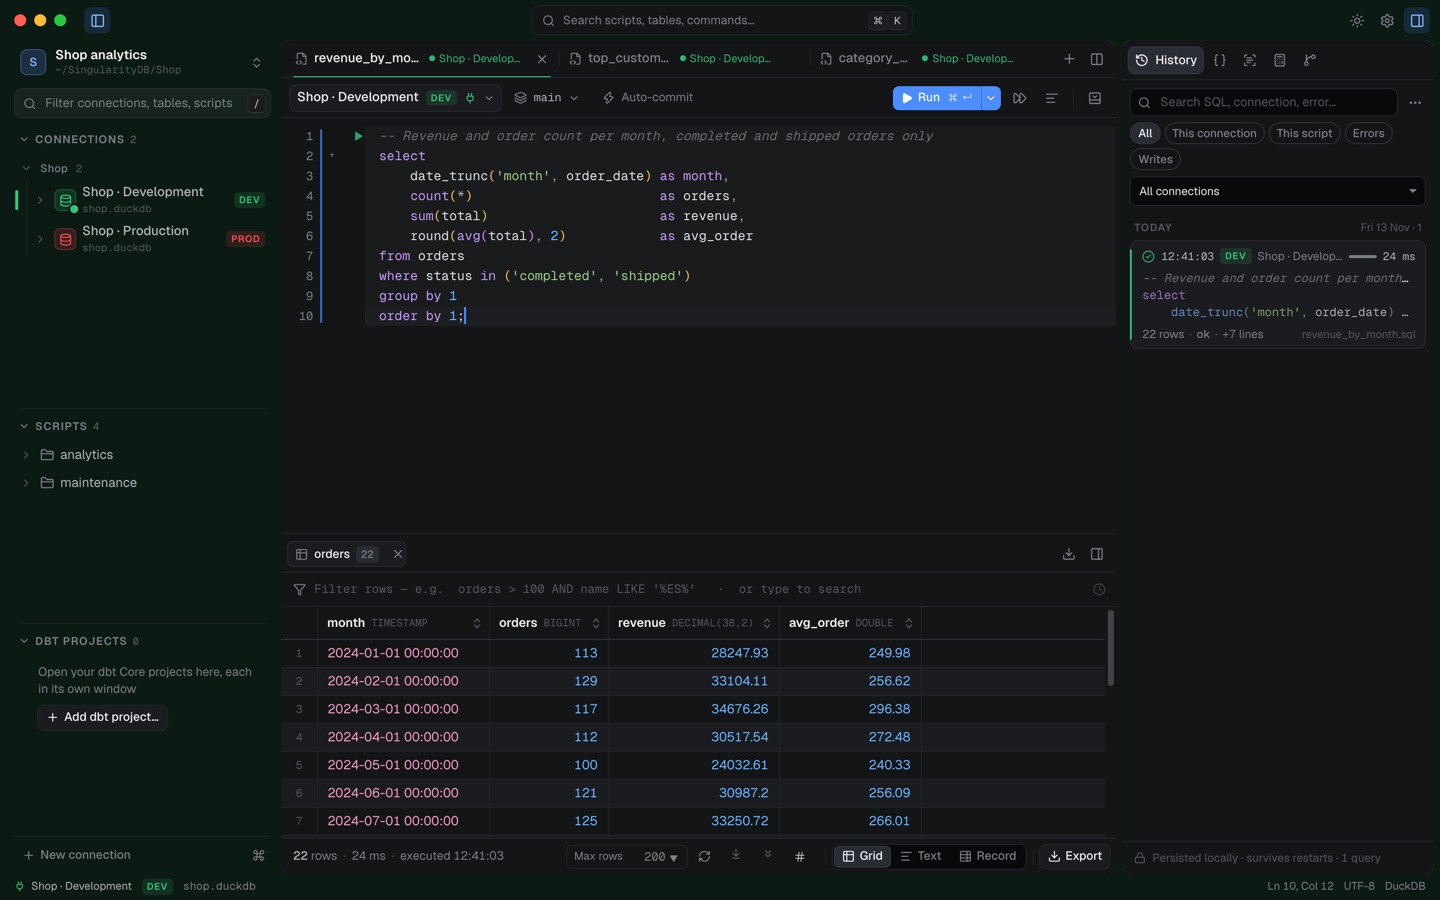 Search scripts, tables, commands… ⌘ K
S Shop analytics
~/SingularityDB/Shop
Filter connections, tables, scripts /
CONNECTIONS 2
Shop 2
Shop · Development DEV
shop.duckdb
Shop · Production PROD
shop.duckdb
SCRIPTS 4
analytics
maintenance
DBT PROJECTS 0
Open your dbt Core projects here, each
in its own window
+ Add dbt project…
+ New connection ⌘
revenue_by_mo… Shop · Develop… top_custom… Shop · Develop… category_… Shop · Develop…
Shop · Development DEV main Auto-commit Run ⌘ ↵
1 -- Revenue and order count per month, completed and shipped orders only
2 select
3 date_trunc('month', order_date) as month,
4 count(*) as orders,
5 sum(total) as revenue,
6 round(avg(total), 2) as avg_order
7 from orders
8 where status in ('completed', 'shipped')
9 group by 1
10 order by 1;
orders 22
Filter rows — e.g. orders > 100 AND name LIKE '%ES%' · or type to search
month TIMESTAMP orders BIGINT revenue DECIMAL(38,2) avg_order DOUBLE
1 2024-01-01 00:00:00 113 28247.93 249.98
2 2024-02-01 00:00:00 129 33104.11 256.62
3 2024-03-01 00:00:00 117 34676.26 296.38
4 2024-04-01 00:00:00 112 30517.54 272.48
5 2024-05-01 00:00:00 100 24032.61 240.33
6 2024-06-01 00:00:00 121 30987.2 256.09
7 2024-07-01 00:00:00 125 33250.72 266.01
22 rows · 24 ms · executed 12:41:03 Max rows 200 # Grid Text Record Export
History { }
Search SQL, connection, error… …
All This connection This script Errors
Writes
All connections
TODAY Fri 13 Nov · 1
12:41:03 DEV Shop · Develop… 24 ms
-- Revenue and order count per month…
select
date_trunc('month', order_date) …
22 rows · ok · +7 lines revenue_by_month.sql
Persisted locally · survives restarts · 1 query
Shop · Development DEV shop.duckdb Ln 10, Col 12 UTF-8 DuckDB